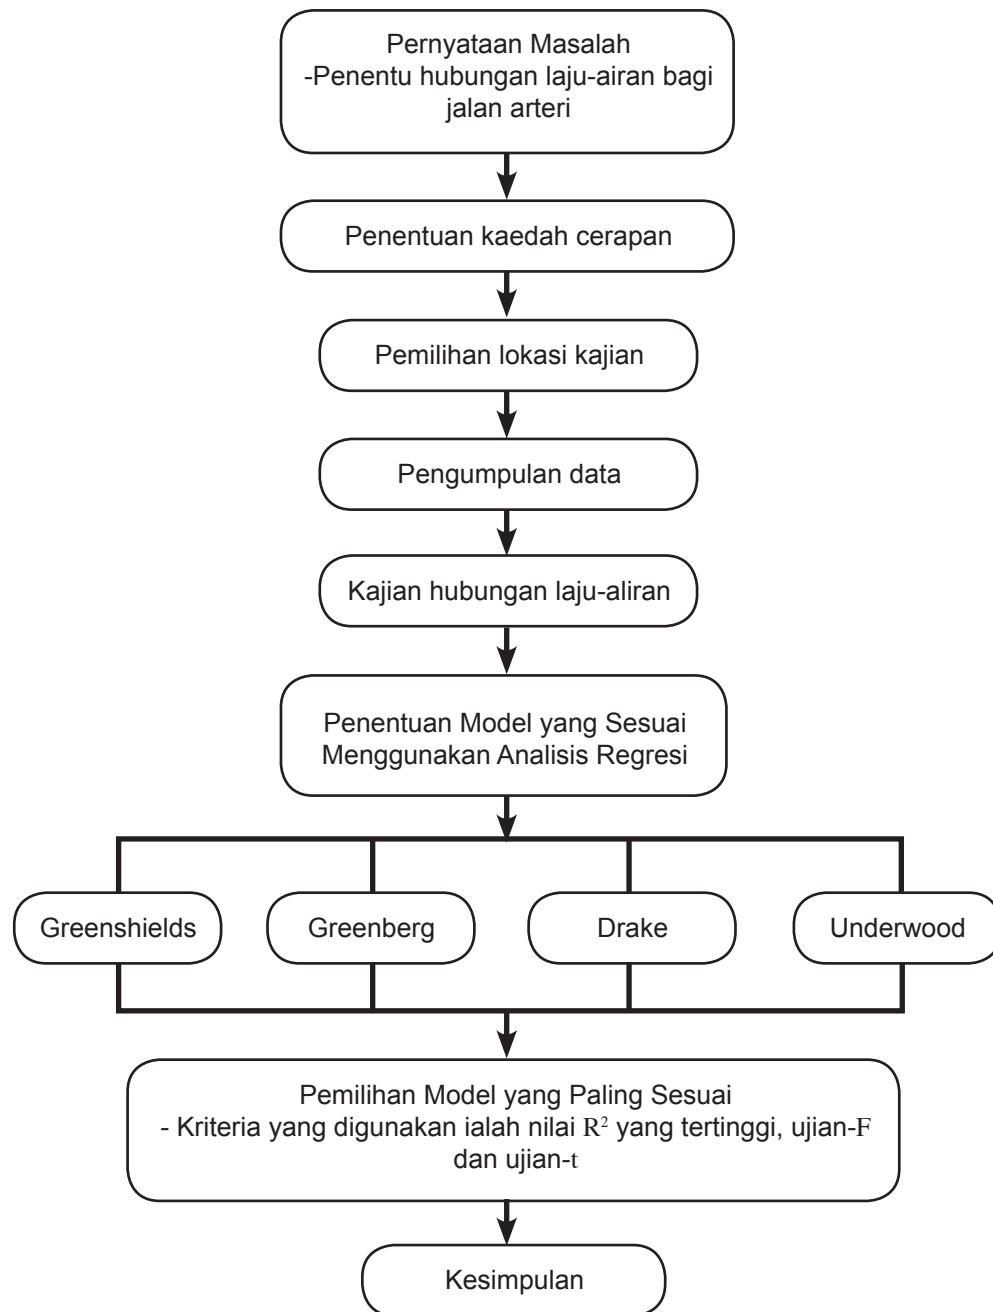 Pernyataan Masalah
-Penentu hubungan laju-airan bagi
jalan arteri
Penentuan kaedah cerapan
Pemilihan lokasi kajian
Pengumpulan data
Kajian hubungan laju-aliran
Penentuan Model yang Sesuai
Menggunakan Analisis Regresi
Greenshields
Greenberg
Drake
Underwood
Pemilihan Model yang Paling Sesuai
- Kriteria yang digunakan ialah nilai R² yang tertinggi, ujian-F
dan ujian-t
Kesimpulan